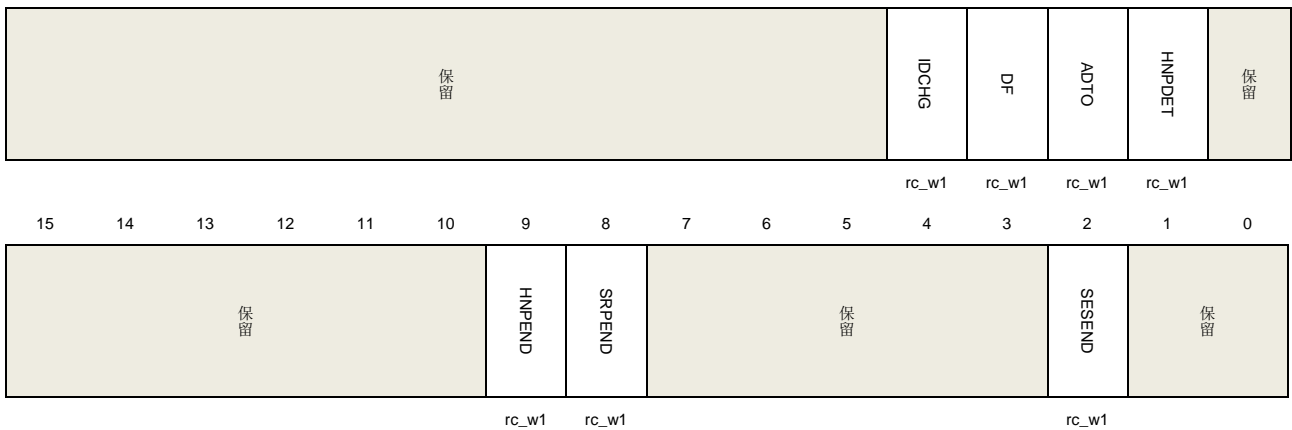 保留 IDCHG DF ADTO HNPDET 保留
rc_w1 rc_w1 rc_w1 rc_w1
15 14 13 12 11 10 9 8 7 6 5 4 3 2 1 0
保留 HNPEND SRPEND 保留 SESEND 保留
rc_w1 rc_w1 rc_w1